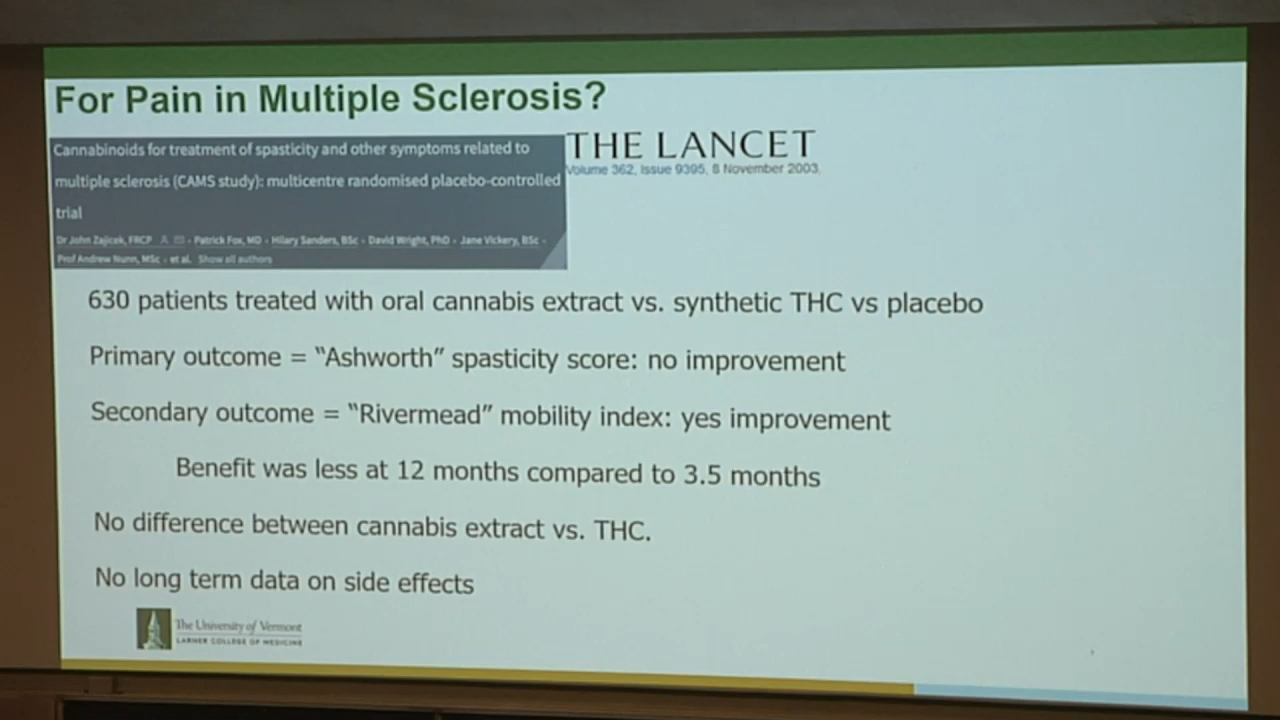 For Pain in Multiple Sclerosis?
Cannabinoids for treatment of spasticity and other symptoms related to
multiple sclerosis (CAMS study): multicentre randomised placebo-controlled
trial
Dr John Zajicek, FRCP - Patrick Fox, MD - Hilary Sanders, BSc - David Wright, PhD - Jane Vickery, BSc -
Prof Andrew Nunn, MSc - et al. Show all authors
THE LANCET
Volume 362, Issue 9395, 8 November 2003,
630 patients treated with oral cannabis extract vs. synthetic THC vs placebo
Primary outcome = “Ashworth” spasticity score: no improvement
Secondary outcome = “Rivermead” mobility index: yes improvement
Benefit was less at 12 months compared to 3.5 months
No difference between cannabis extract vs. THC.
No long term data on side effects
The University of Vermont
LARNER COLLEGE OF MEDICINE